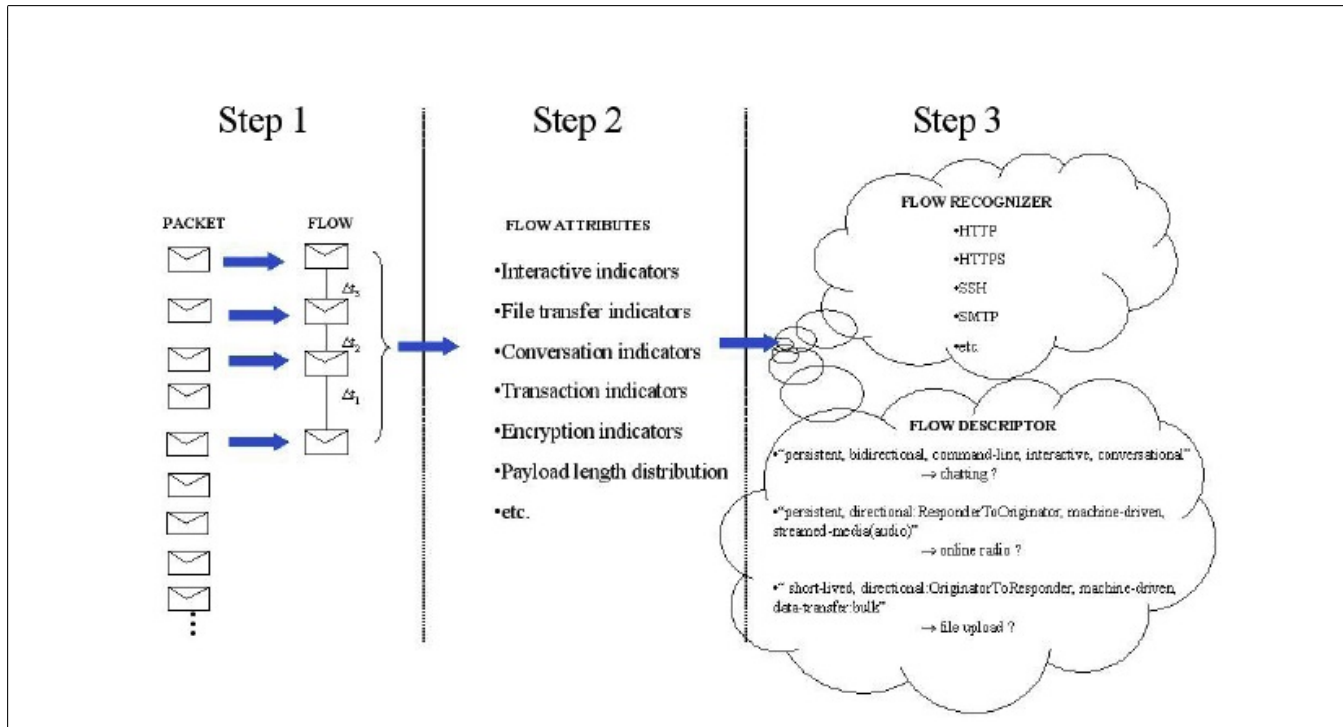 Step 1
Step 2
Step 3
PACKET
FLOW
Δt3
Δt2
Δt1
FLOW ATTRIBUTES
•Interactive indicators
•File transfer indicators
•Conversation indicators
•Transaction indicators
•Encryption indicators
•Payload length distribution
•etc.
FLOW RECOGNIZER
•HTTP
•HTTPS
•SSH
•SMTP
•etc.
FLOW DESCRIPTOR
•“persistent, bidirectional, command-line, interactive, conversational”
→ chatting ?
•“persistent, directional:ResponderToOriginator, machine-driven,
streamed-media(audio)”
→ online radio ?
•“ short-lived, directional:OriginatorToResponder, machine-driven,
data-transfer:bulk”
→ file upload ?